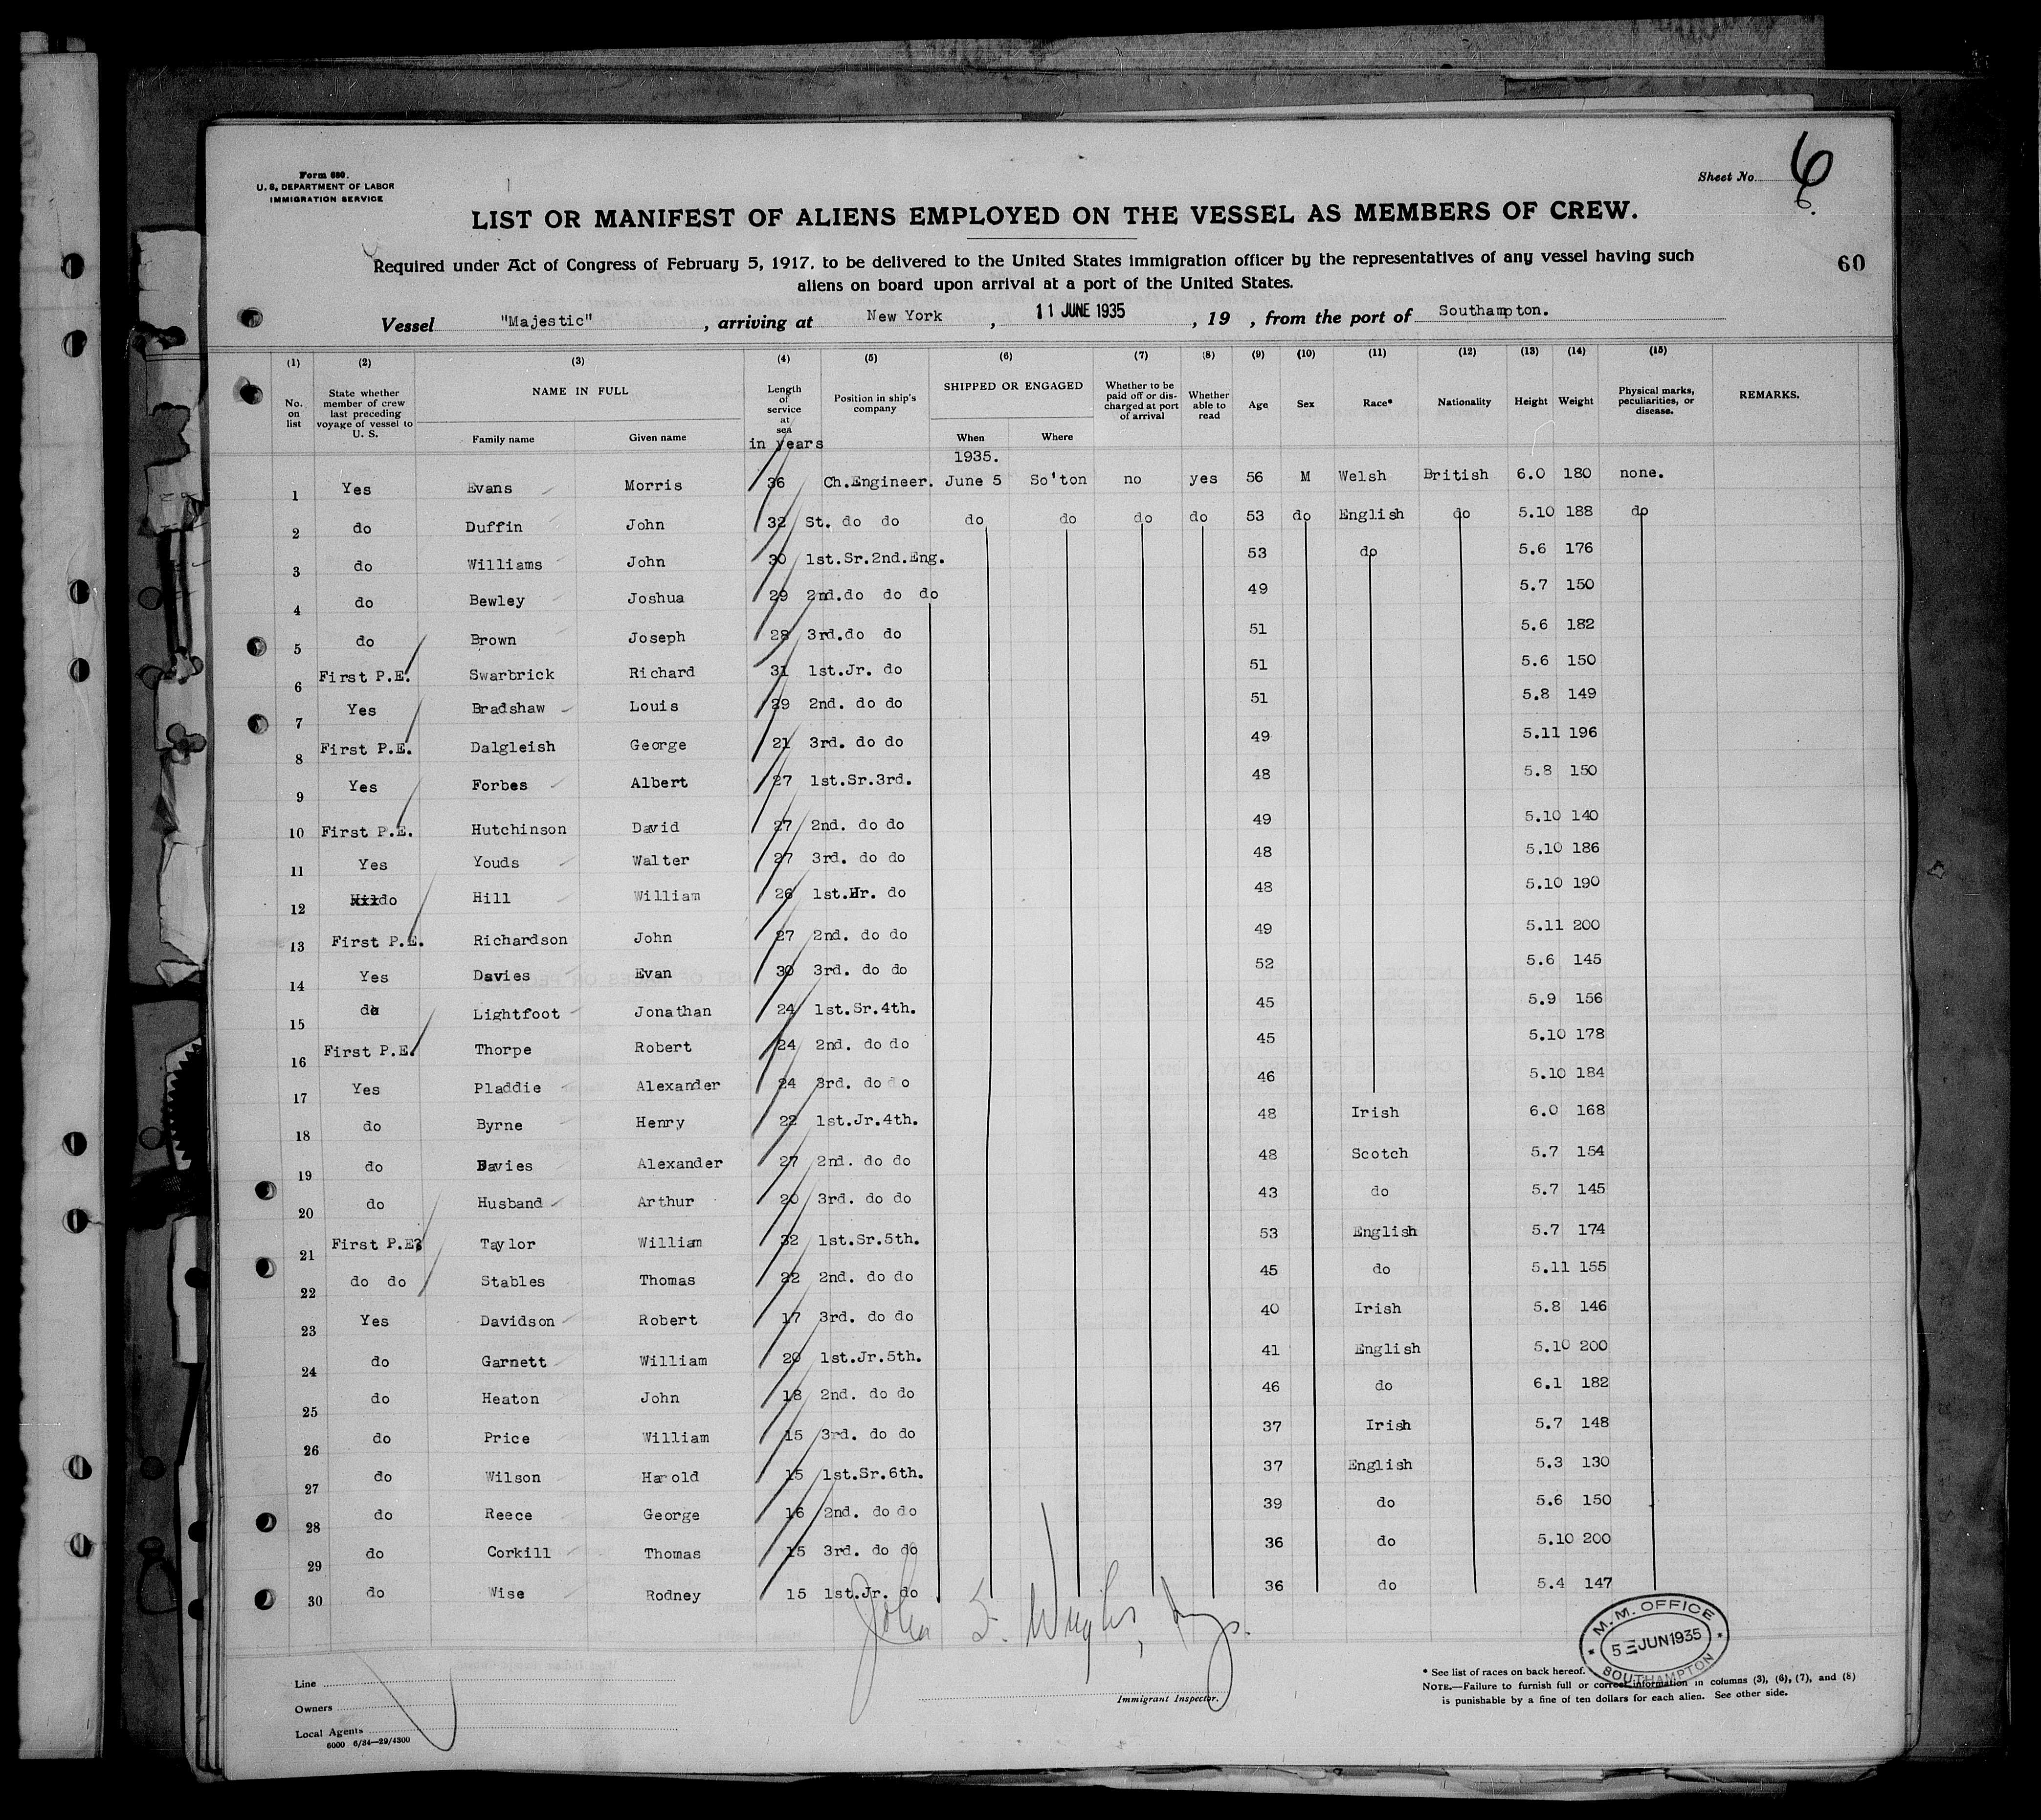 Form 680.
U. S. DEPARTMENT OF LABOR
IMMIGRATION SERVICE
Sheet No. 6
6.
LIST OR MANIFEST OF ALIENS EMPLOYED ON THE VESSEL AS MEMBERS OF CREW.
Required under Act of Congress of February 5, 1917, to be delivered to the United States immigration officer by the representatives of any vessel having such
aliens on board upon arrival at a port of the United States.
60
Vessel "Majestic", arriving at New York, 11 JUNE 1935, 19 , from the port of Southampton.
(1) (2) (3) (4) (5) (6) (7) (8) (9) (10) (11) (12) (13) (14) (15)
No. on list State whether member of crew last preceding voyage of vessel to U. S. NAME IN FULL Family name Given name Length of service at sea in years Position in ship's company SHIPPED OR ENGAGED When Where Whether to be paid off or discharged at port of arrival Whether able to read Age Sex Race* Nationality Height Weight Physical marks, peculiarities, or disease. REMARKS.
1935.
1 Yes Evans Morris 36 Ch.Engineer. June 5 So'ton no yes 56 M Welsh British 6.0 180 none.
2 do Duffin John 32 St. do do do do do do 53 do English do 5.10 188 do
3 do Williams John 30 1st.Sr.2nd.Eng. 53 do 5.6 176
4 do Bewley Joshua 29 2nd.do do do 49 5.7 150
5 do Brown Joseph 28 3rd.do do 51 5.6 182
6 First P.E. Swarbrick Richard 31 1st.Jr. do 51 5.6 150
7 Yes Bradshaw Louis 29 2nd. do do 51 5.8 149
8 First P.E. Dalgleish George 21 3rd. do do 49 5.11 196
9 Yes Forbes Albert 27 1st.Sr.3rd. 48 5.8 150
10 First P.E. Hutchinson David 27 2nd. do do 49 5.10 140
11 Yes Youds Walter 27 3rd. do do 48 5.10 186
12 do Hill William 26 1st.Jr. do 48 5.10 190
13 First P.E. Richardson John 27 2nd. do do 49 5.11 200
14 Yes Davies Evan 30 3rd. do do 52 5.6 145
15 do Lightfoot Jonathan 24 1st.Sr.4th. 45 5.9 156
16 First P.E. Thorpe Robert 24 2nd. do do 45 5.10 178
17 Yes Pladdie Alexander 24 3rd. do do 46 5.10 184
18 do Byrne Henry 22 1st.Jr.4th. 48 Irish 6.0 168
19 do Davies Alexander 27 2nd. do do 48 Scotch 5.7 154
20 do Husband Arthur 20 3rd. do do 43 do 5.7 145
21 First P.E. Taylor William 32 1st.Sr.5th. 53 English 5.7 174
22 do do Stables Thomas 22 2nd. do do 45 do 5.11 155
23 Yes Davidson Robert 17 3rd. do do 40 Irish 5.8 146
24 do Garnett William 20 1st.Jr.5th. 41 English 5.10 200
25 do Heaton John 18 2nd. do do 46 do 6.1 182
26 do Price William 15 3rd. do do 37 Irish 5.7 148
27 do Wilson Harold 15 1st.Sr.6th. 37 English 5.3 130
28 do Reece George 16 2nd. do do 39 do 5.6 150
29 do Corkill Thomas 15 3rd. do do 36 do 5.10 200
30 do Wise Rodney 15 1st.Jr. do 36 do 5.4 147
M. M. OFFICE
5 JUN 1935
SOUTHAMPTON
Line
Owners
Local Agents
6000 6/34—29/4300
Immigrant Inspector.
* See list of races on back hereof.
NOTE.—Failure to furnish full or correct information in columns (3), (6), (7), and (8)
is punishable by a fine of ten dollars for each alien. See other side.